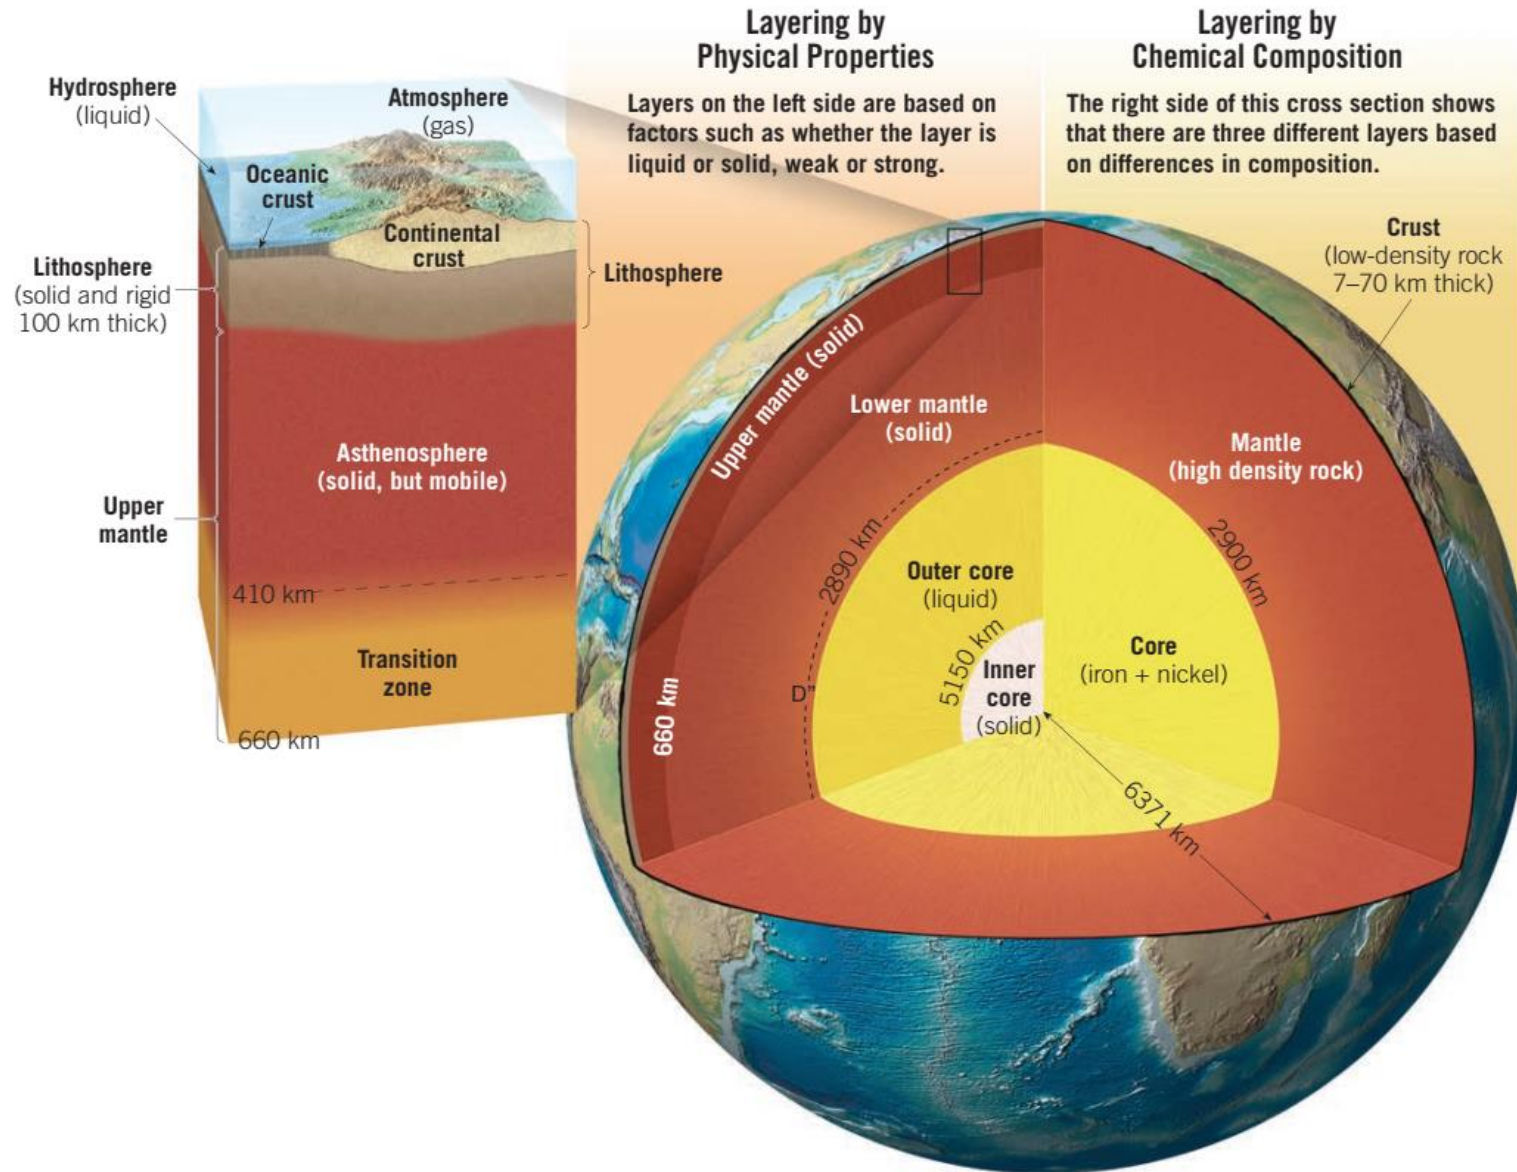 Layering by
Physical Properties
Layers on the left side are based on
factors such as whether the layer is
liquid or solid, weak or strong.
Layering by
Chemical Composition
The right side of this cross section shows
that there are three different layers based
on differences in composition.
Hydrosphere
(liquid)
Atmosphere
(gas)
Oceanic
crust
Continental
crust
Lithosphere
(solid and rigid
100 km thick)
Lithosphere
Asthenosphere
(solid, but mobile)
Upper
mantle
410 km
Transition
zone
660 km
Crust
(low-density rock
7–70 km thick)
Upper mantle (solid)
Lower mantle
(solid)
Mantle
(high density rock)
2890 km
2900 km
Outer core
(liquid)
5150 km
Inner
core
(solid)
Core
(iron + nickel)
D”
660 km
6371 km